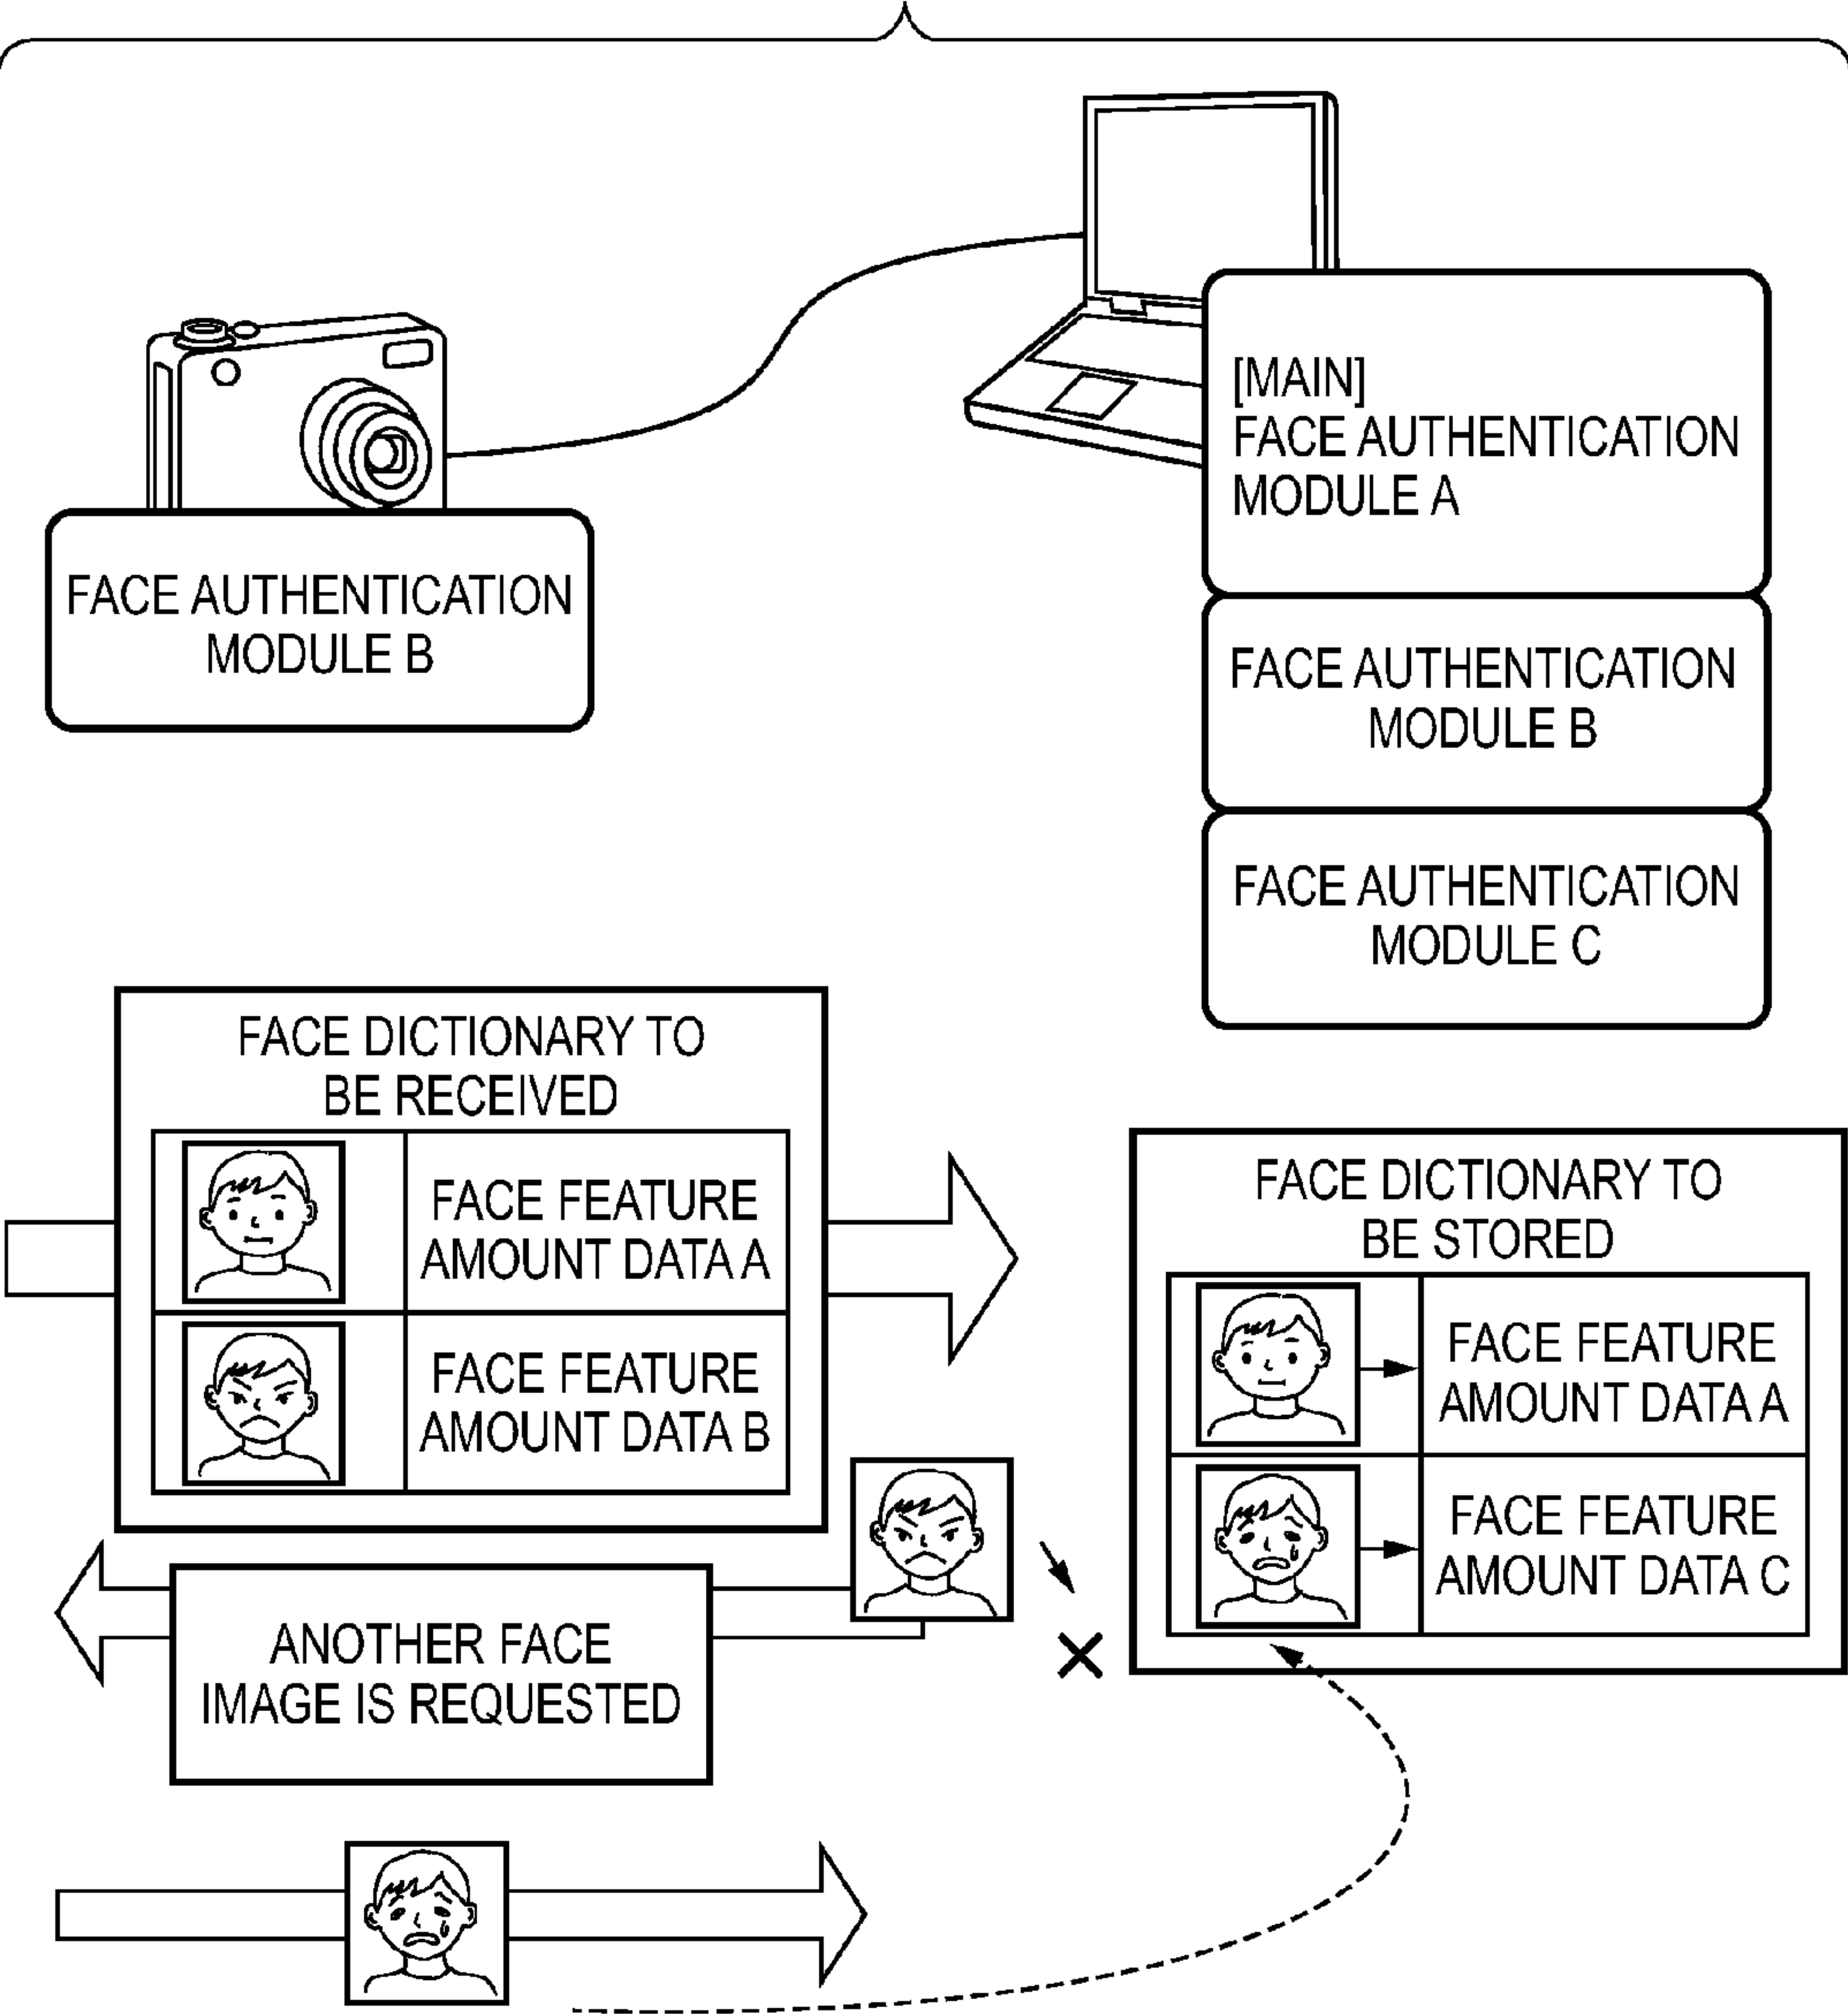 [MAIN]
FACE AUTHENTICATION
MODULE A
FACE AUTHENTICATION
MODULE B
FACE AUTHENTICATION
MODULE B
FACE AUTHENTICATION
MODULE C
FACE DICTIONARY TO
BE RECEIVED
FACE FEATURE
AMOUNT DATA A
FACE FEATURE
AMOUNT DATA B
FACE DICTIONARY TO
BE STORED
FACE FEATURE
AMOUNT DATA A
FACE FEATURE
AMOUNT DATA C
ANOTHER FACE
IMAGE IS REQUESTED